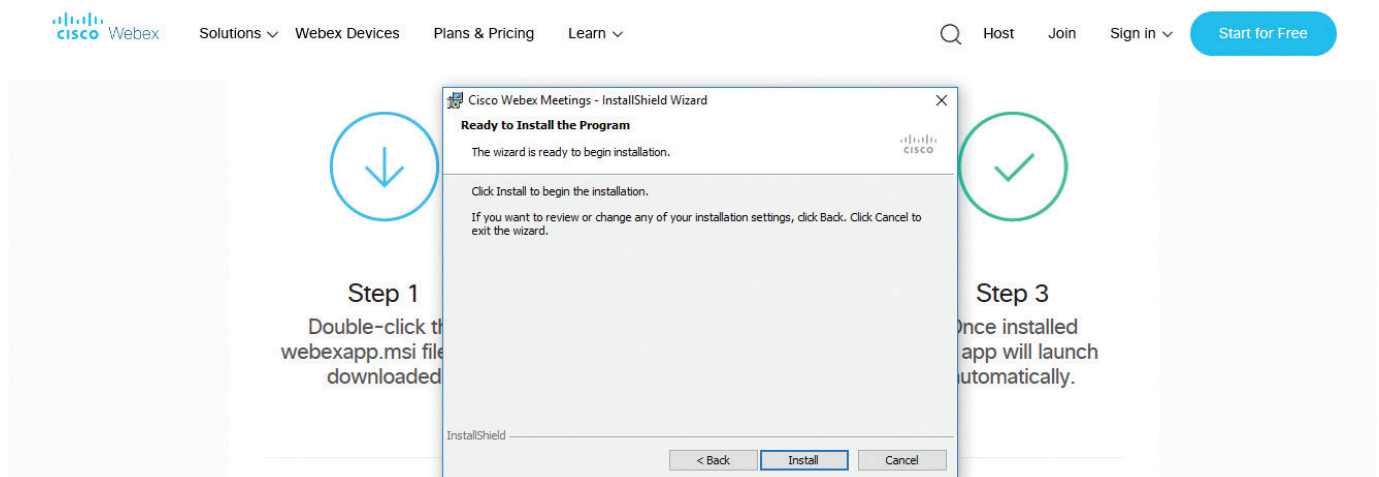 cisco Webex
Solutions
Webex Devices
Plans & Pricing
Learn
Host
Join
Sign in
Start for Free
Cisco Webex Meetings - InstallShield Wizard
Ready to Install the Program
The wizard is ready to begin installation.
cisco
Click Install to begin the installation.
If you want to review or change any of your installation settings, click Back. Click Cancel to
exit the wizard.
InstallShield
< Back
Install
Cancel
Step 1
Double-click
webexapp.msi file
downloaded
Step 3
installed
app will launch